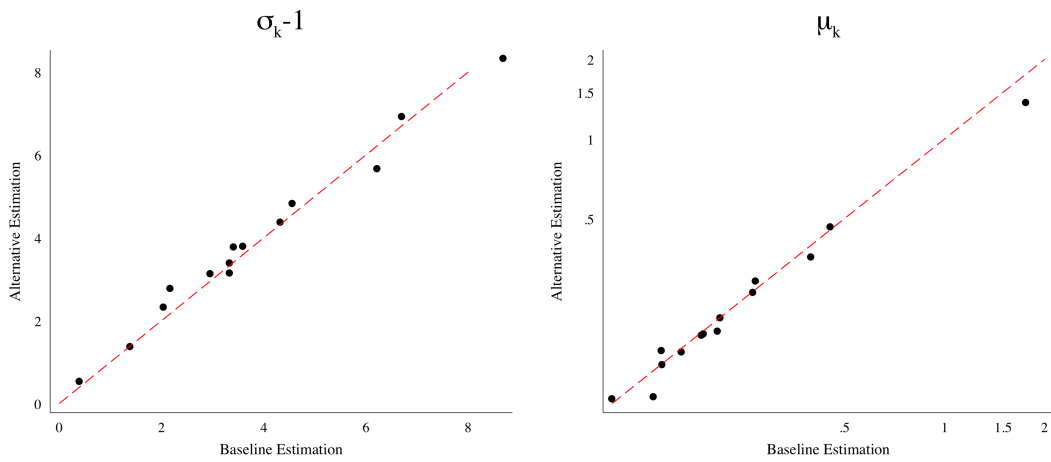 σk-1
Alternative Estimation
8
6
4
2
0
0 2 4 6 8
Baseline Estimation
μk
Alternative Estimation
2
1.5
1
.5
.5 1 1.5 2
Baseline Estimation